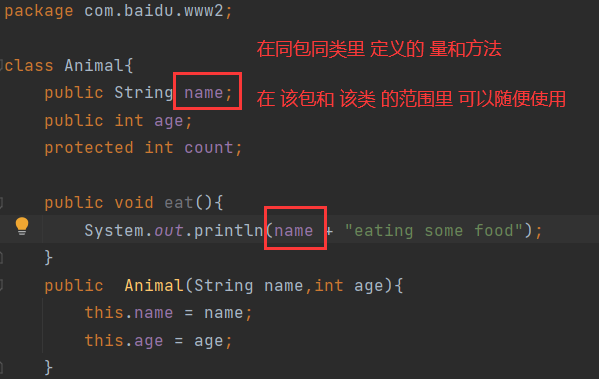 package com.baidu.www2;
在同包同类里 定义的 量和方法
class Animal{
public String name;
在 该包和 该类 的范围里 可以随便使用
public int age;
protected int count;
public void eat(){
System.out.println(name + "eating some food");
}
public  Animal(String name,int age){
this.name = name;
this.age = age;
}